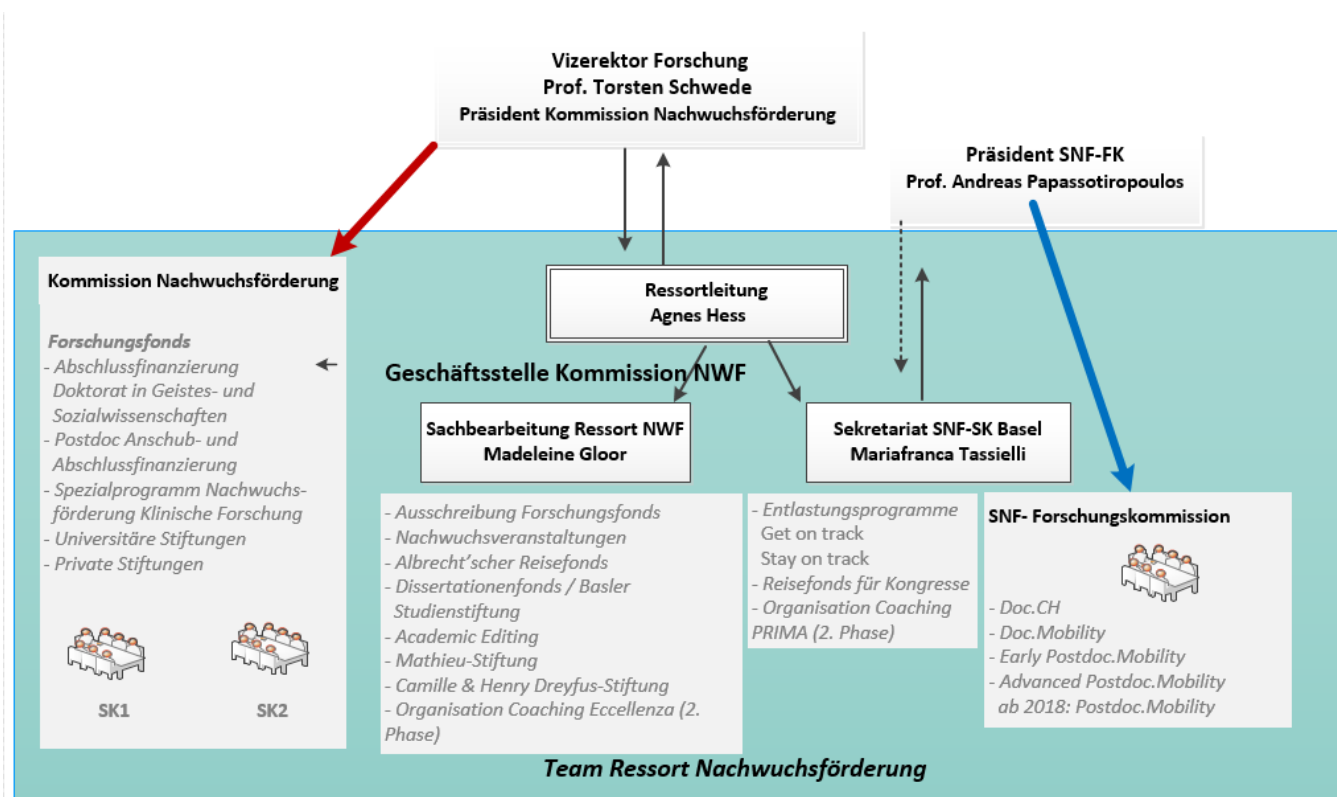 Vizerektor Forschung
Prof. Torsten Schwede
Präsident Kommission Nachwuchsförderung
Präsident SNF-FK
Prof. Andreas Papassotiropoulos
Kommission Nachwuchsförderung
Forschungsfonds
- Abschlussfinanzierung
Doktorat in Geistes- und
Sozialwissenschaften
- Postdoc Anschub- und
Abschlussfinanzierung
- Spezialprogramm Nachwuchs-
förderung Klinische Forschung
- Universitäre Stiftungen
- Private Stiftungen
SK1
SK2
Ressortleitung
Agnes Hess
Geschäftsstelle Kommission NWF
Sachbearbeitung Ressort NWF
Madeleine Gloor
- Ausschreibung Forschungsfonds
- Nachwuchsveranstaltungen
- Albrecht’scher Reisefonds
- Dissertationenfonds / Basler
Studienstiftung
- Academic Editing
- Mathieu-Stiftung
- Camille & Henry Dreyfus-Stiftung
- Organisation Coaching Eccellenza (2.
Phase)
Sekretariat SNF-SK Basel
Mariafranca Tassielli
- Entlastungsprogramme
Get on track
Stay on track
- Reisefonds für Kongresse
- Organisation Coaching
PRIMA (2. Phase)
SNF- Forschungskommission
- Doc.CH
- Doc.Mobility
- Early Postdoc.Mobility
- Advanced Postdoc.Mobility
ab 2018: Postdoc.Mobility
Team Ressort Nachwuchsförderung